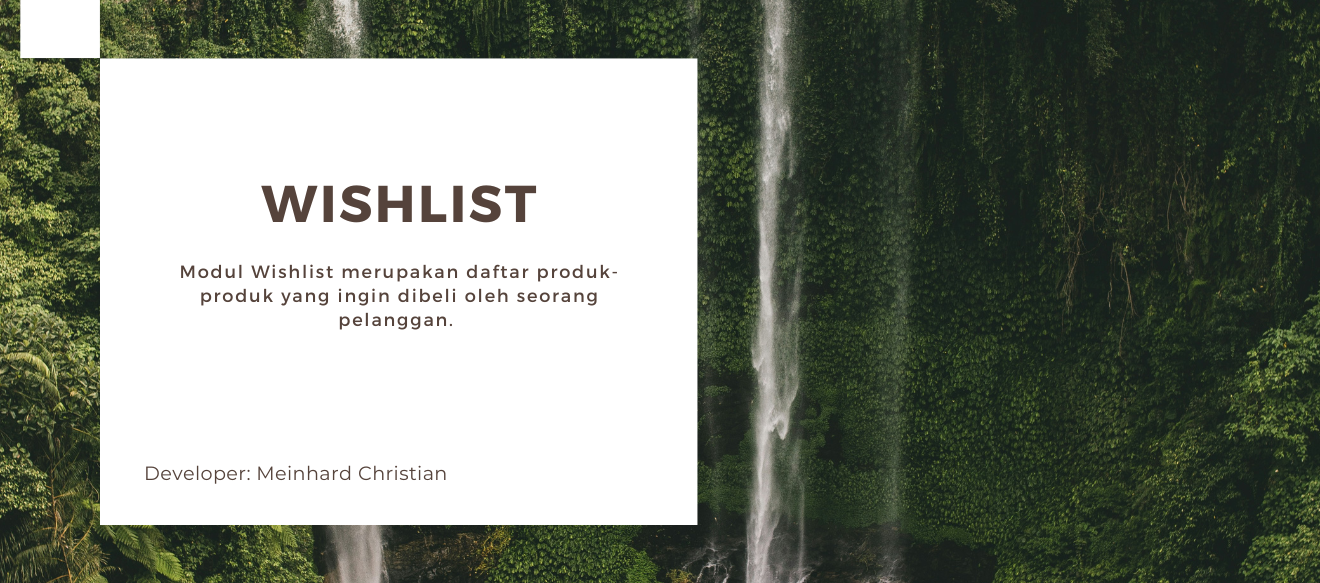 WISHLIST
Modul Wishlist merupakan daftar produk-
produk yang ingin dibeli oleh seorang
pelanggan.
Developer: Meinhard Christian